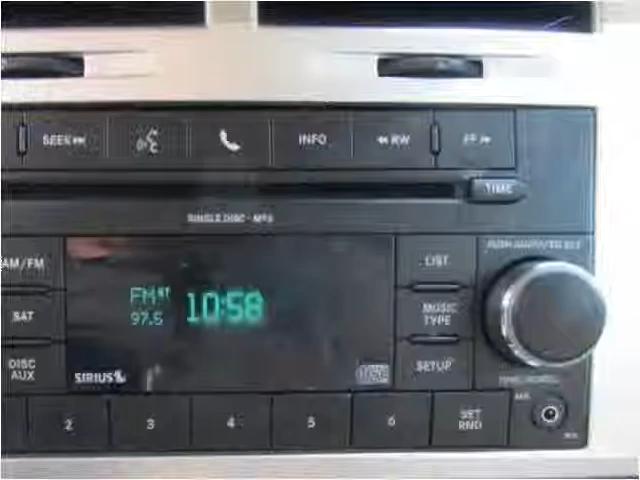 SEEK INFO RW FF
TIME
SINGLE DISC - MP3
AM/FM
LIST
FM ST 10:58
97.5
SAT
MUSIC
TYPE
DISC
AUX
SIRIUS
SETUP
2 3 4 5 6 SET
RND